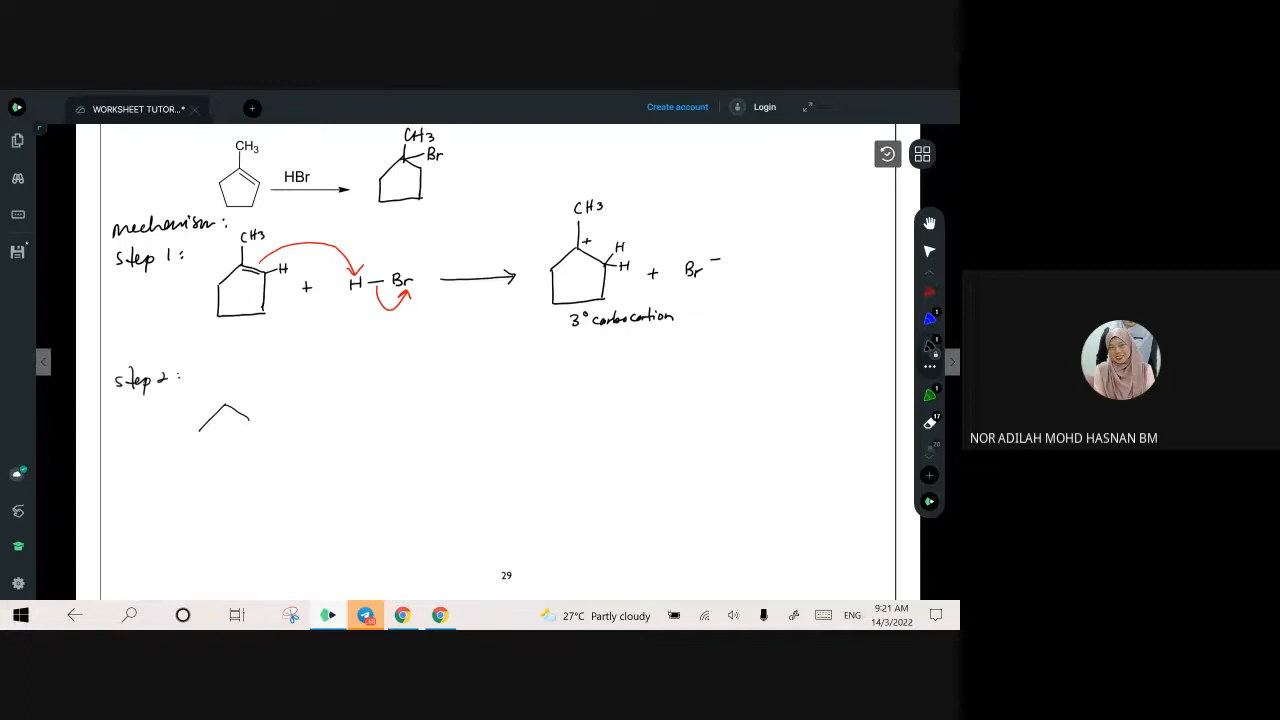 Create account
Login
WORKSHEET TUTOR...*
CH3
Br
CH₃
HBr
mechanism:
step 1:
CH3
H
+
H — Br
CH3
+
H
H
+
Br −
3° carbocation
step 2:
29
NOR ADILAH MOHD HASNAN BM
27°C Partly cloudy
ENG
9:21 AM
14/3/2022